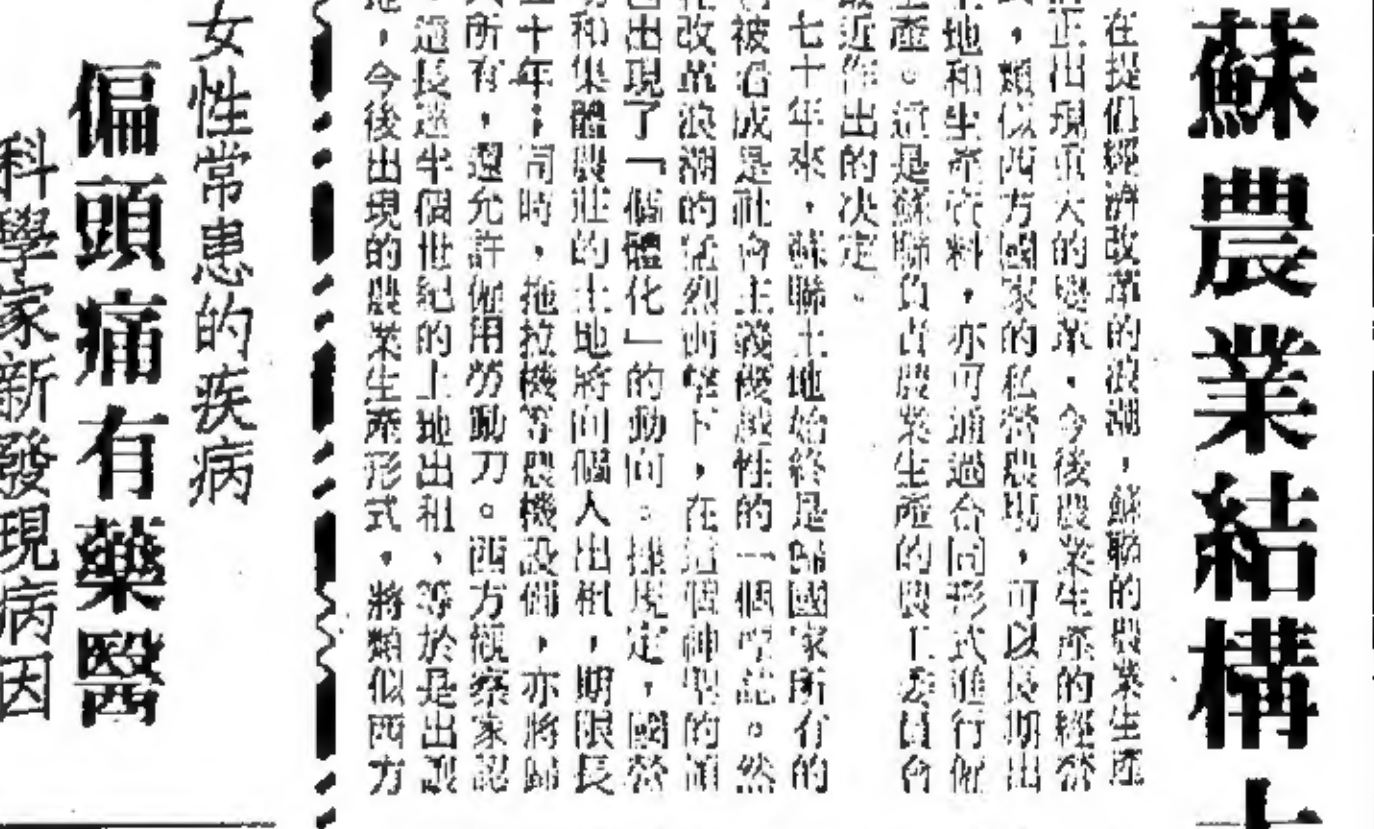 蘇農業結構
在提倡經濟改革的浪潮，蘇聯的農業生產
正出現重大的變革，今後農業生產的經營
，類似西方國家的私營農場，可以長期出
地和生產資料，亦可通過合同形式進行僱
生產。這是蘇聯負責農業生產的農工委員會
最近作出的決定。
七十年來，蘇聯土地始終是歸國家所有的
被看成是社會主義優越性的一個標誌。然
改革浪潮的猛烈衝擊下，在這個神聖的領
出現了「個體化」的動向。據規定，國營
和集體農莊的土地將向個人出租，期限長
十年；同時，拖拉機等農機設備，亦將歸
所有，還允許僱用勞動力。西方觀察家認
這長達半個世紀的土地出租，等於是出讓
地，今後出現的農業生產形式，將類似西方
女性常患的疾病
偏頭痛有藥醫
科學家新發現病因